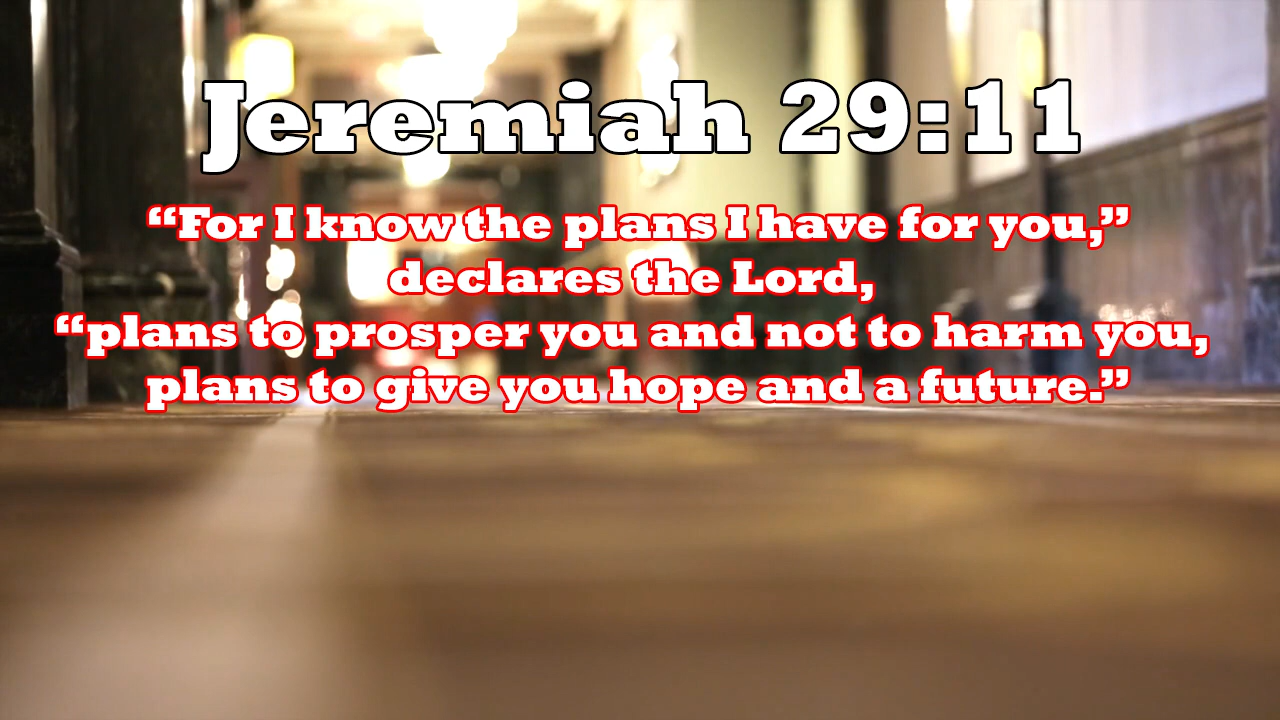 Jeremiah 29:11
“For I know the plans I have for you,”
declares the Lord,
“plans to prosper you and not to harm you,
plans to give you hope and a future.”